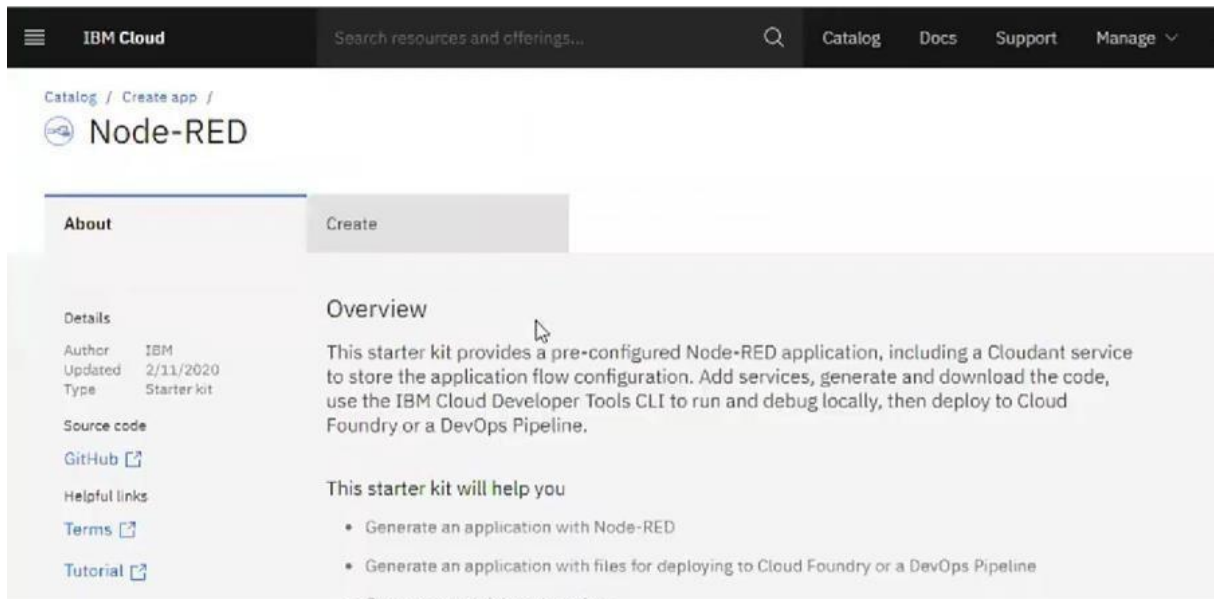 IBM Cloud
Search resources and offerings...
Catalog
Docs
Support
Manage
Catalog / Create app /
Node-RED
About
Create
Details
Author IBM
Updated 2/11/2020
Type Starter kit
Source code
GitHub
Helpful links
Terms
Tutorial
Overview
This starter kit provides a pre-configured Node-RED application, including a Cloudant service
to store the application flow configuration. Add services, generate and download the code,
use the IBM Cloud Developer Tools CLI to run and debug locally, then deploy to Cloud
Foundry or a DevOps Pipeline.
This starter kit will help you
• Generate an application with Node-RED
• Generate an application with files for deploying to Cloud Foundry or a DevOps Pipeline